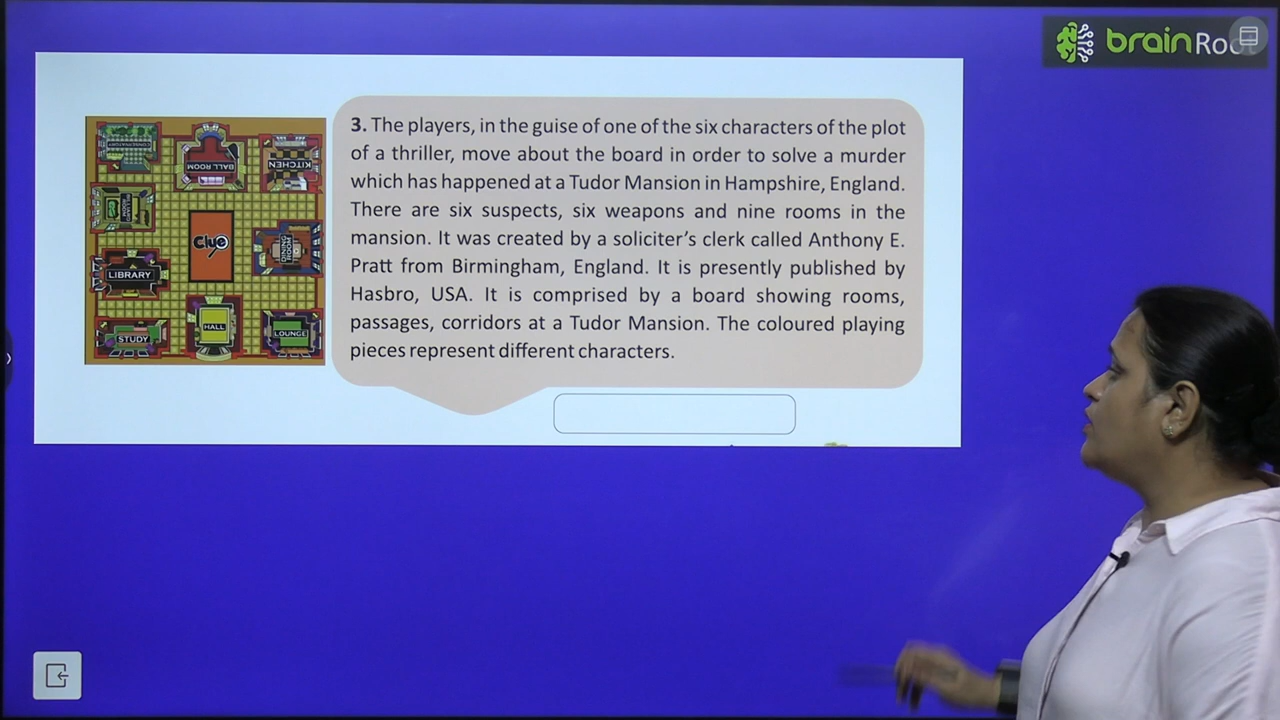 brainRoot
3. The players, in the guise of one of the six characters of the plot
of a thriller, move about the board in order to solve a murder
which has happened at a Tudor Mansion in Hampshire, England.
There are six suspects, six weapons and nine rooms in the
mansion. It was created by a soliciter's clerk called Anthony E.
Pratt from Birmingham, England. It is presently published by
Hasbro, USA. It is comprised by a board showing rooms,
passages, corridors at a Tudor Mansion. The coloured playing
pieces represent different characters.
CONSERVATORY
BALL ROOM
KITCHEN
BILLIARD ROOM
Clue
DINING ROOM
LIBRARY
STUDY
HALL
LOUNGE